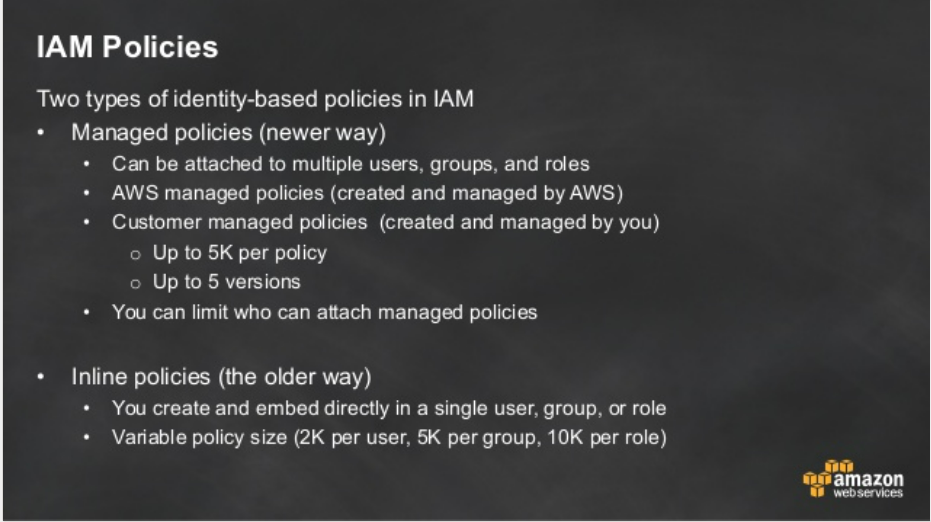 IAM Policies
Two types of identity-based policies in IAM
• Managed policies (newer way)
• Can be attached to multiple users, groups, and roles
• AWS managed policies (created and managed by AWS)
• Customer managed policies (created and managed by you)
o Up to 5K per policy
o Up to 5 versions
• You can limit who can attach managed policies
• Inline policies (the older way)
• You create and embed directly in a single user, group, or role
• Variable policy size (2K per user, 5K per group, 10K per role)
amazon
webservices